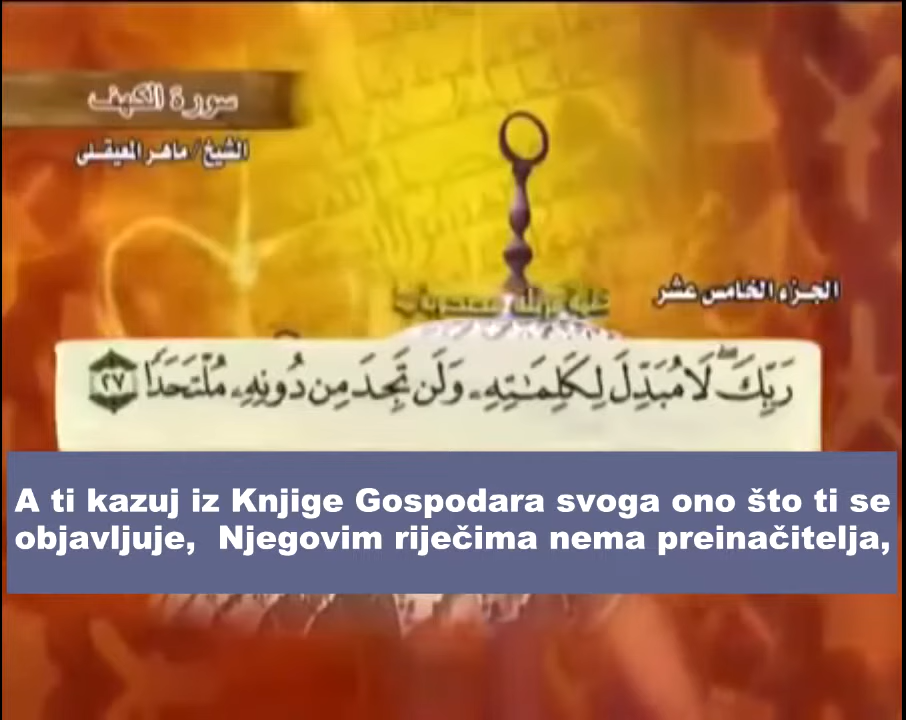 سورة الكهف
الشيخ/ ماهر المعيقلي
الجزء الخامس عشر
رَبِّكَ ۖ لَا مُبَدِّلَ لِكَلِمَٰتِهِۦ وَلَن تَجِدَ مِن دُونِهِۦ مُلْتَحَدًا ٢٧
A ti kazuj iz Knjige Gospodara svoga ono što ti se
objavljuje,  Njegovim riječima nema preinačitelja,